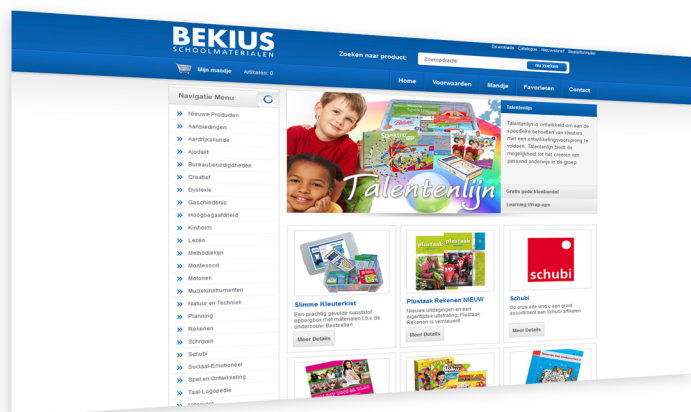 BEKIUS
SCHOOLMATERIALEN
Downloads Catalogus Nieuwsbrief Bestelformulier
Zoeken naar product:
Zoekopdracht:
nu zoeken
Mijn mandje
Artikelen: 0
Home
Voorwaarden
Mandje
Favorieten
Contact
Navigatie Menu
Nieuwe Producten
Aanbiedingen
Aardrijkskunde
Ajodakt
Bureaubenodigdheden
Creatief
Dyslexie
Geschiedenis
Hoogbegaafdheid
Kinheim
Lezen
Methodieken
Montessori
Motoriek
Muziekinstrumenten
Natuur en Techniek
Planning
Rekenen
Schrijven
Schubi
Sociaal-Emotioneel
Spel en Ontwikkeling
Taal-Logopedie
Spektro
Talentenlijn
Talentenlijn
Talentenlijn is ontwikkeld om aan de
specifieke behoeften van kleuters
met een ontwikkelingsvoorsprong te
voldoen. Talentenlijn biedt de
mogelijkheid tot het creëren van
passend onderwijs in de groep.
Gratis gedichtenbundel
Learning Wrap-ups
Slimme Kleuterkist
Een prachtig gevulde kunststof
opbergbox met materialen t.b.v. de
onderbouw. Bestseller!
Meer Details
plustaak plustaak
Plustaak Rekenen NIEUW
Nieuwe uitdagingen en een
eigentijdse uitstraling; Plustaak
Rekenen is vernieuwd!
Meer Details
schubi
Schubi
Op onze site vind u een groot
assortiment aan Schubi artikelen.
Meer Details
Blokus